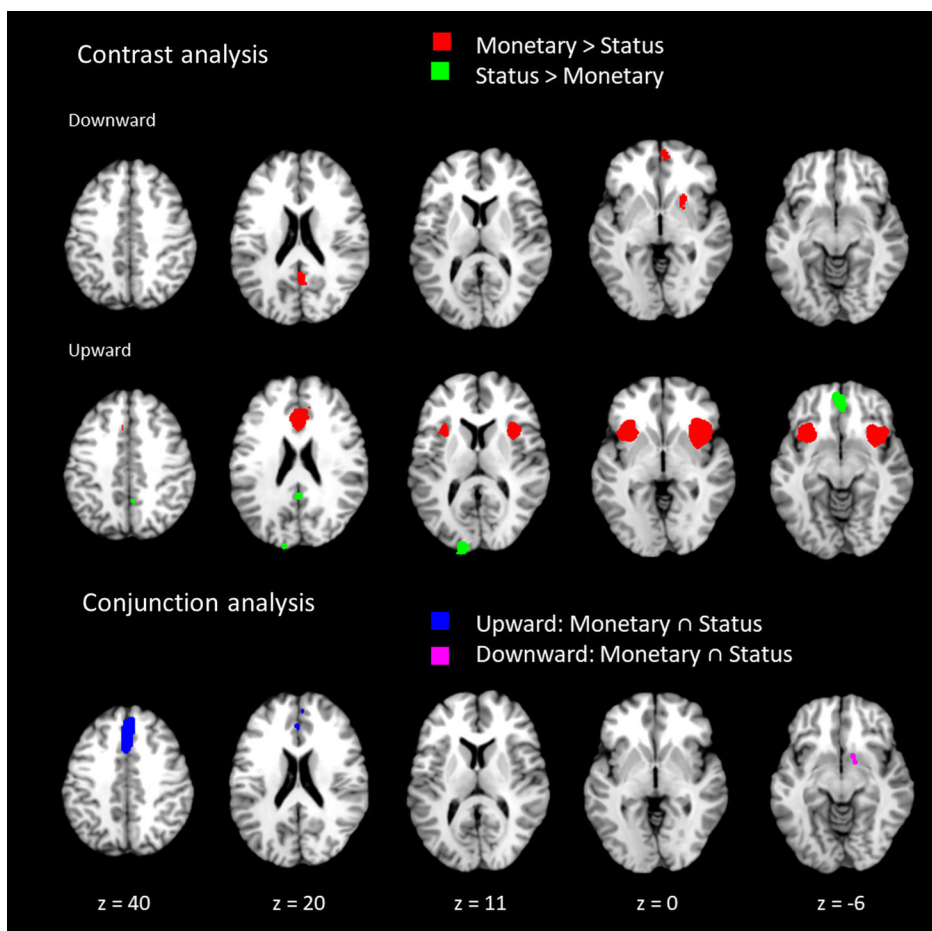 Contrast analysis
Monetary > Status
Status > Monetary
Downward
Upward
Conjunction analysis
Upward: Monetary ∩ Status
Downward: Monetary ∩ Status
z = 40
z = 20
z = 11
z = 0
z = -6